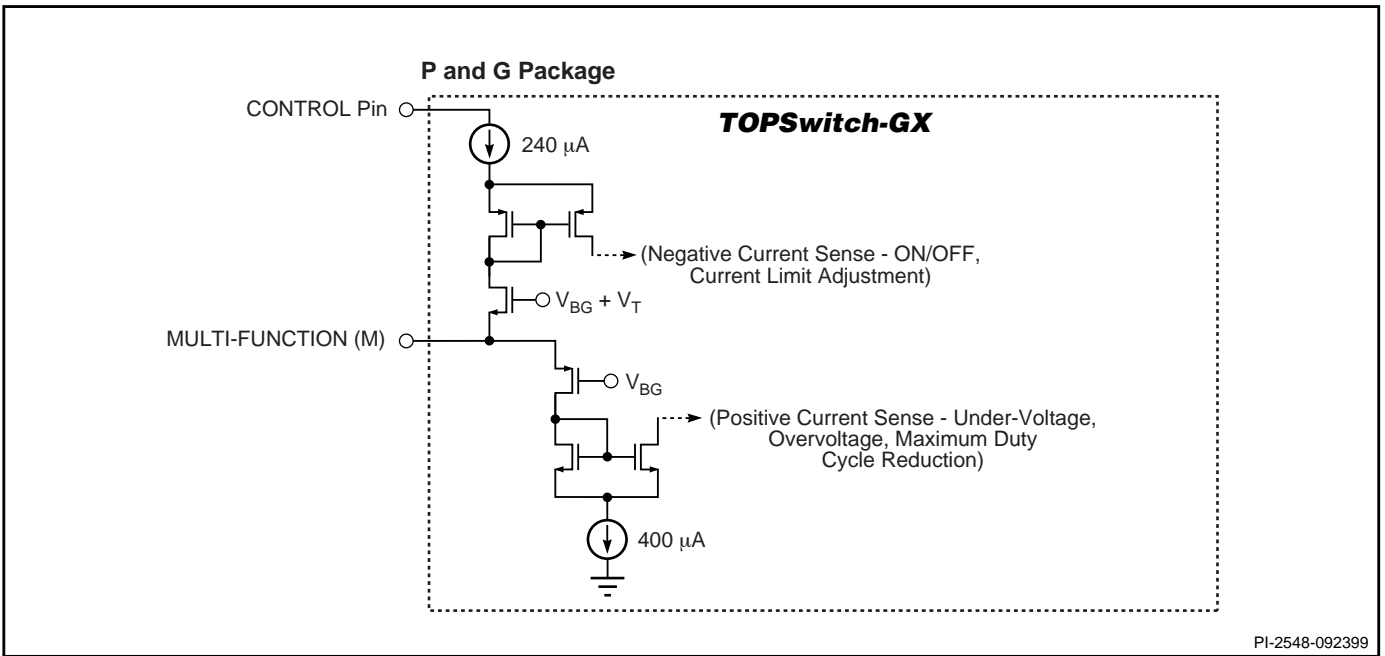 P and G Package
CONTROL Pin
TOPSwitch-GX
240 μA
(Negative Current Sense - ON/OFF,
Current Limit Adjustment)
V_BG + V_T
MULTI-FUNCTION (M)
V_BG
(Positive Current Sense - Under-Voltage,
Overvoltage, Maximum Duty
Cycle Reduction)
400 μA
PI-2548-092399